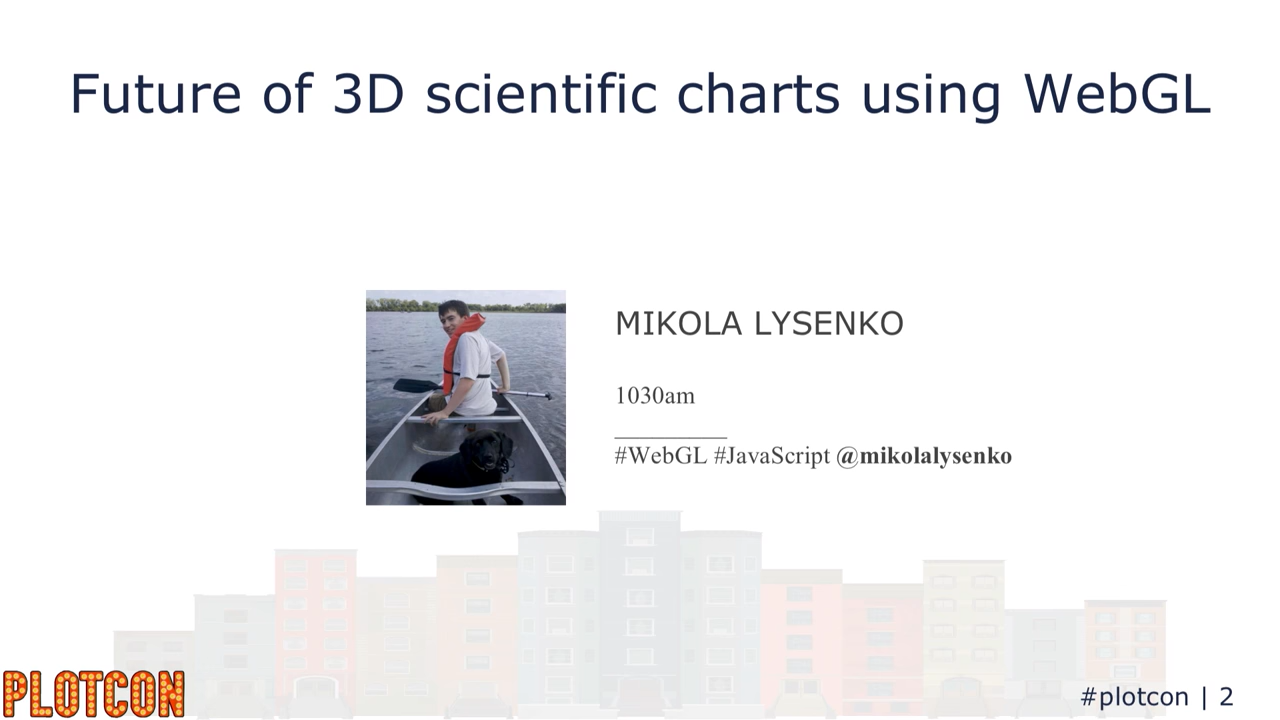 Future of 3D scientific charts using WebGL
MIKOLA LYSENKO
1030am
#WebGL #JavaScript @mikolalysenko
PLOTCON
#plotcon | 2